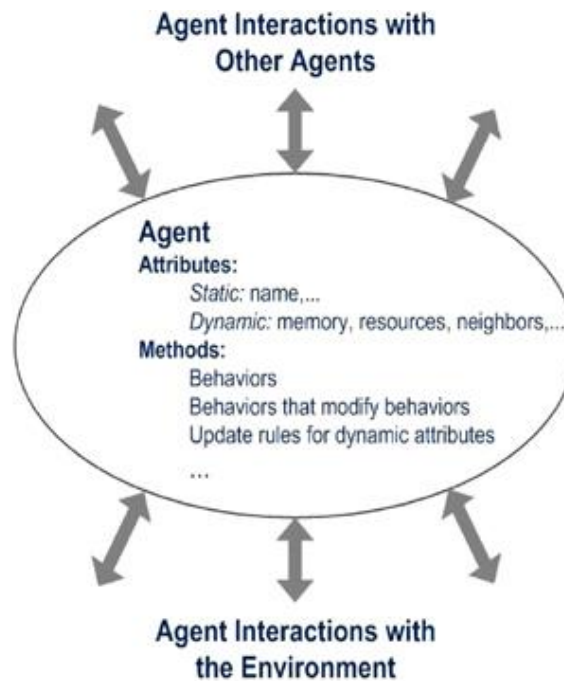 Agent Interactions with
Other Agents
Agent
Attributes:
Static: name,...
Dynamic: memory, resources, neighbors,...
Methods:
Behaviors
Behaviors that modify behaviors
Update rules for dynamic attributes
...
Agent Interactions with
the Environment